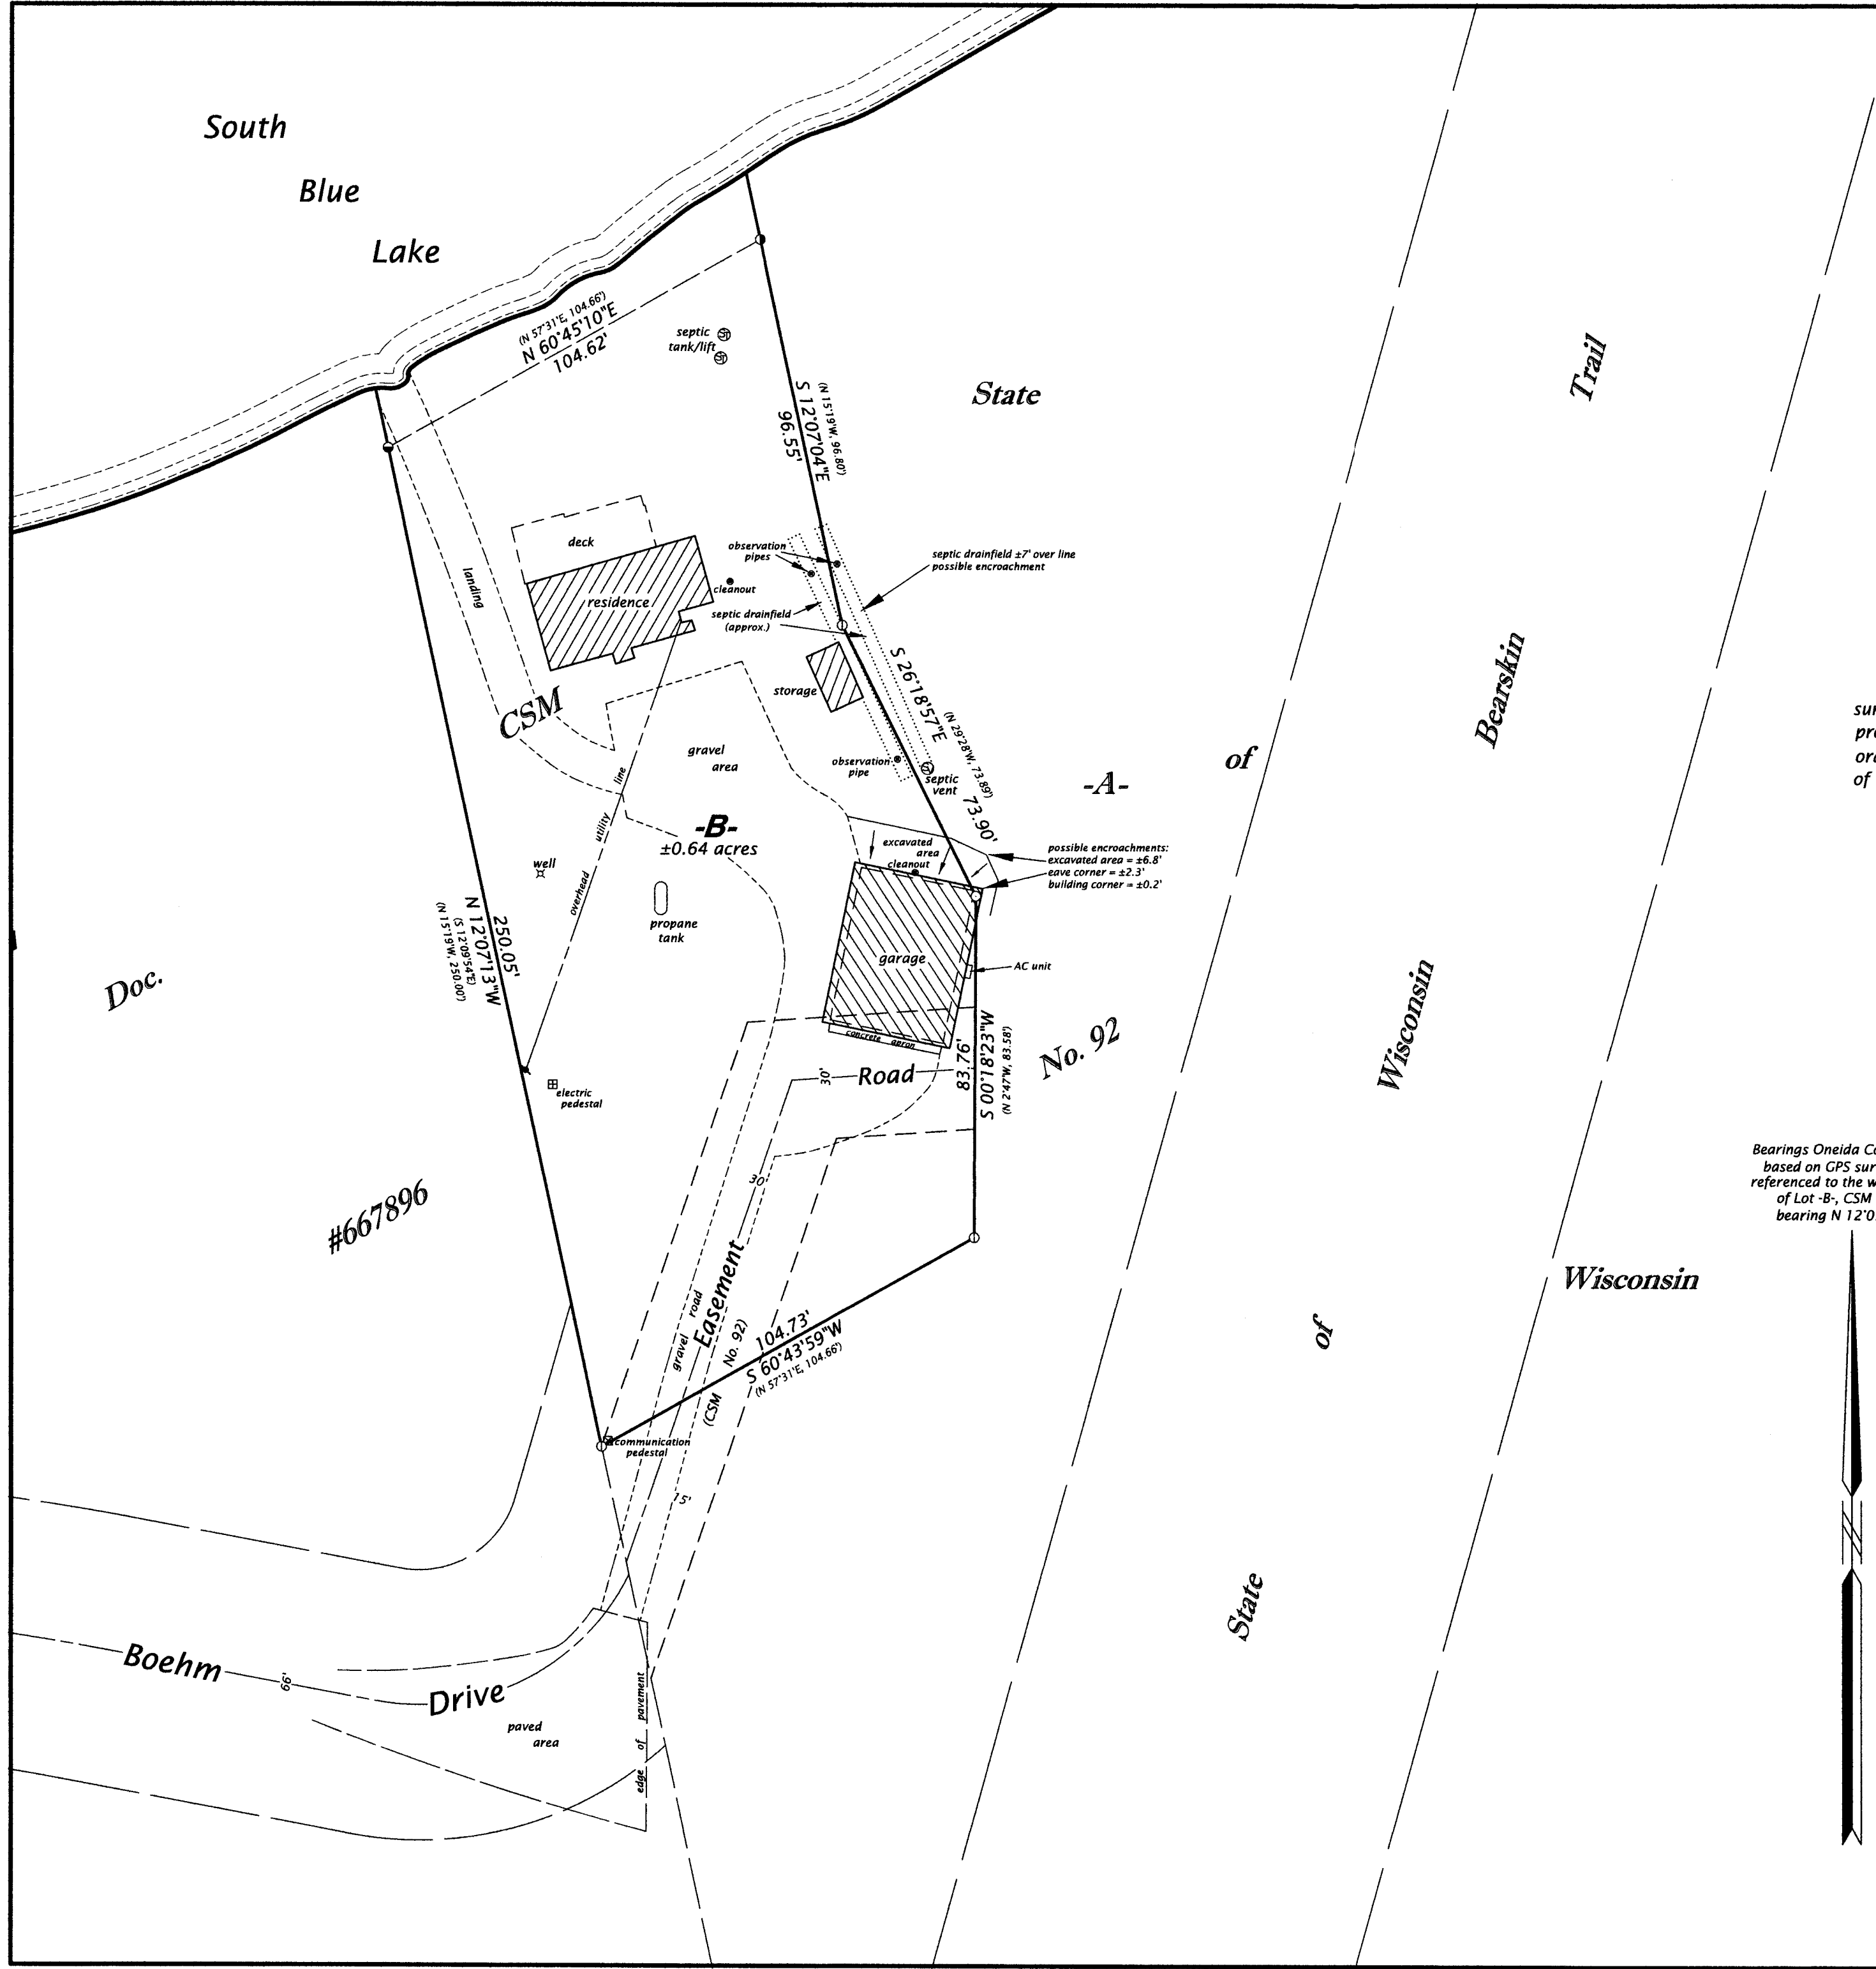 South
Blue
Lake
(N 57°31'E, 104.66')
N 60°45'10"E
104.62'
septic
tank/lift
(N 15°19'W, 96.80')
S 12°07'04"E
96.55'
State
Trail
deck
residence
landing
observation
pipes
cleanout
septic drainfield
(approx.)
septic drainfield ±7' over line
possible encroachment
storage
S 26°18'57"E
(N 29°28'W, 73.89')
73.90'
Bearskin
CSM
gravel
area
observation
pipe
septic
vent
-A-
of
sur
pro
ord
of
-B-
±0.64 acres
overhead utility line
well
propane
tank
excavated
area
cleanout
possible encroachments:
excavated area = ±6.8'
eave corner = ±2.3'
building corner = ±0.2'
250.05'
N 12°07'13"W
(S 12°09'54"E)
(N 15°19'W, 250.00')
garage
AC unit
concrete apron
Doc.
Wisconsin
30'
Road
83.76'
S 00°18'23"W
(N 2°47'W, 83.58')
No. 92
electric
pedestal
30'
#667896
Bearings Oneida Co
based on GPS sur
referenced to the w
of Lot -B-, CSM
bearing N 12°0
gravel road
Easement
(CSM No. 92)
104.73'
S 60°43'59"W
(N 57°31'E, 104.66')
Wisconsin
of
communication
pedestal
15'
State
Boehm
66'
Drive
paved
area
edge of pavement